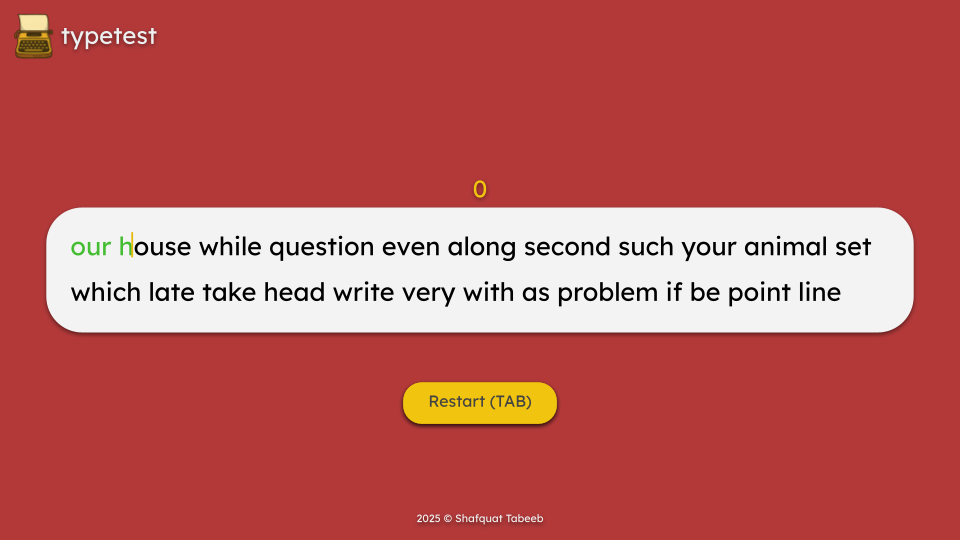 typetest
0
our house while question even along second such your animal set
which late take head write very with as problem if be point line
Restart (TAB)
2025 © Shafquat Tabeeb